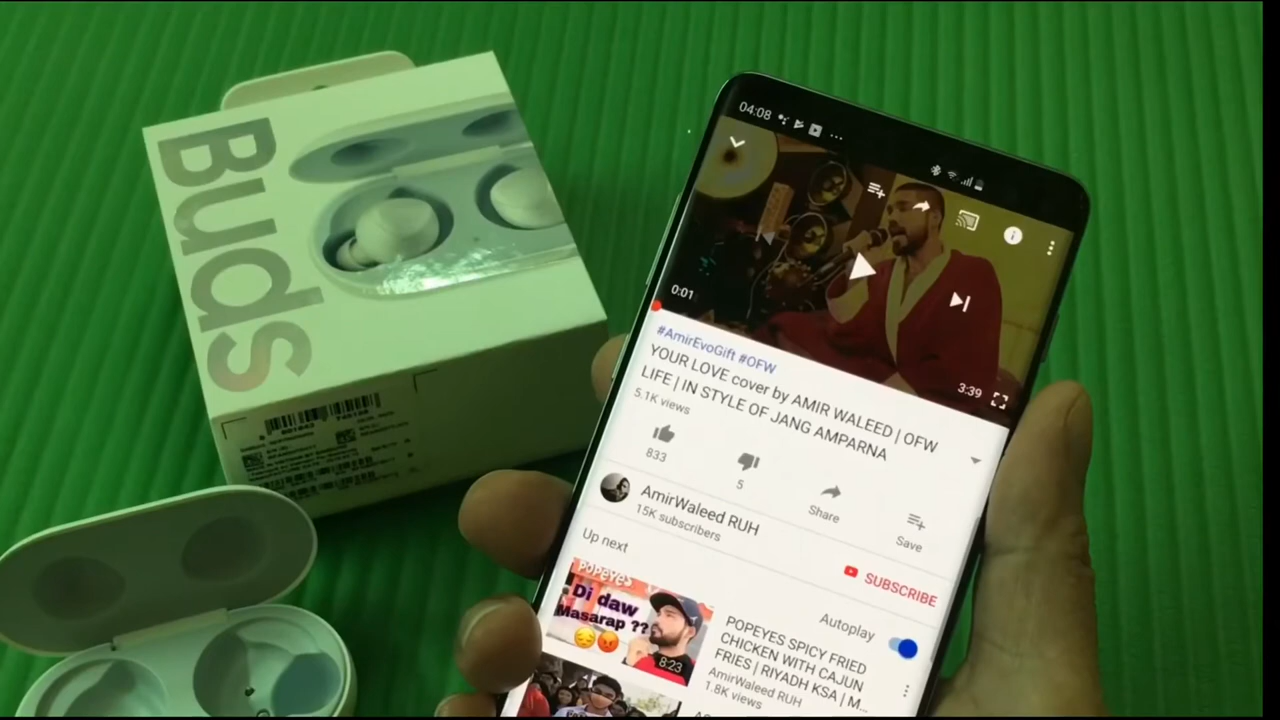 Buds
04:08
0:01
3:39
#AmirEvoGift #OFW
YOUR LOVE cover by AMIR WALEED | OFW
LIFE | IN STYLE OF JANG AMPARNA
5.1K views
833
5
Share
Save
AmirWaleed RUH
15K subscribers
SUBSCRIBE
Up next
Autoplay
POPEYES
Di daw
Masarap ??
8:23
POPEYES SPICY FRIED
CHICKEN WITH CAJUN
FRIES | RIYADH KSA | M...
AmirWaleed RUH
1.8K views